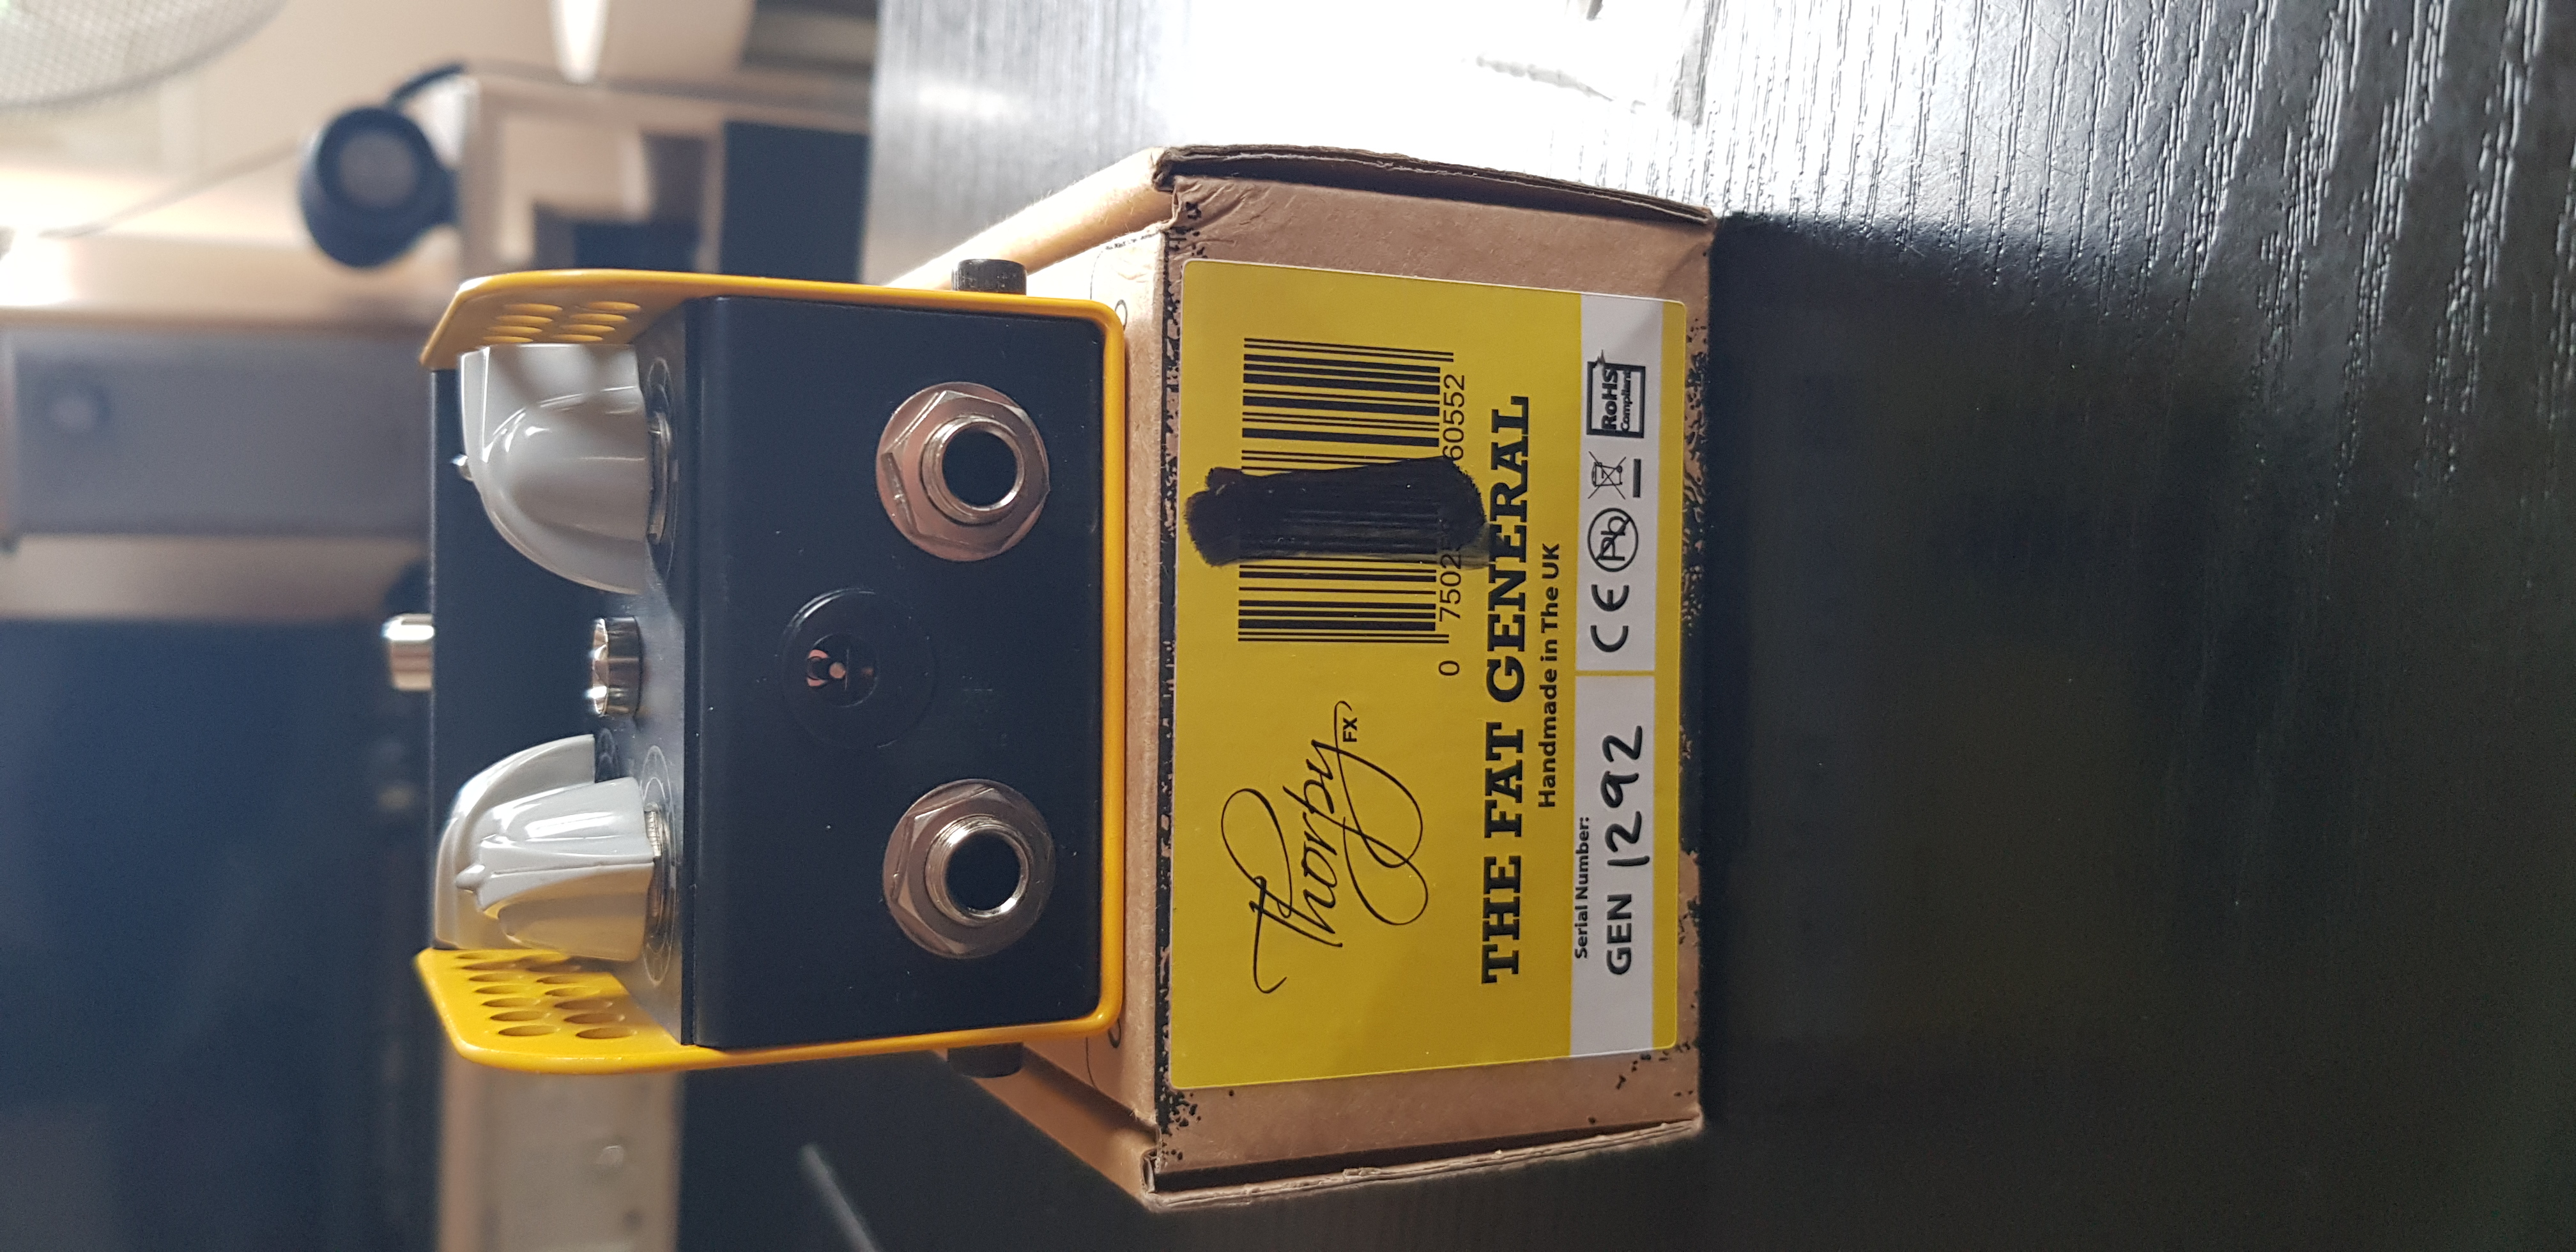 Thorpy
FX
0 7502 60552
THE FAT GENERAL
Handmade in The UK
Serial Number:
GEN 1292
CE Pb RoHS
Compliant